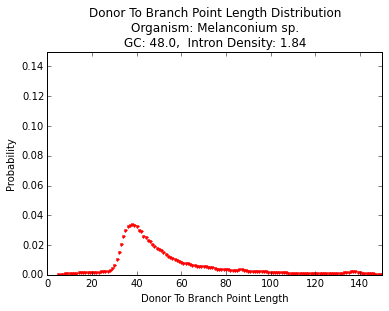 Donor To Branch Point Length Distribution
Organism: Melanconium sp.
GC: 48.0,  Intron Density: 1.84
0.14
0.12
0.10
0.08
0.06
0.04
0.02
0.00
Probability
0 20 40 60 80 100 120 140
Donor To Branch Point Length